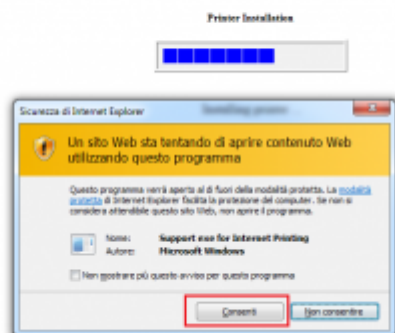 Printer Installation
Sicurezza di Internet Explorer
Un sito Web sta tentando di aprire contenuto Web
utilizzando questo programma
Questo programma verrà aperto al di fuori della modalità protetta. La modalità
protetta di Internet Explorer facilita la protezione del computer. Se non si
considera attendibile questo sito Web, non aprire il programma.
Nome: Support exe for Internet Printing
Autore: Microsoft Windows
Non mostrare più questo avviso per questo programma
Consenti Non consentire